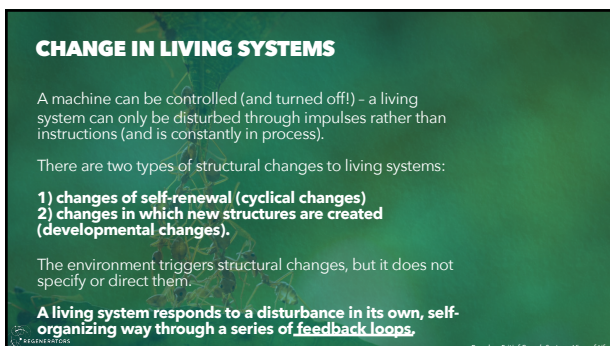 CHANGE IN LIVING SYSTEMS
A machine can be controlled (and turned off!) – a living
system can only be disturbed through impulses rather than
instructions (and is constantly in process).
There are two types of structural changes to living systems:
1) changes of self-renewal (cyclical changes)
2) changes in which new structures are created
(developmental changes).
The environment triggers structural changes, but it does not
specify or direct them.
A living system responds to a disturbance in its own, self-
organizing way through a series of feedback loops.
REGENERATORS